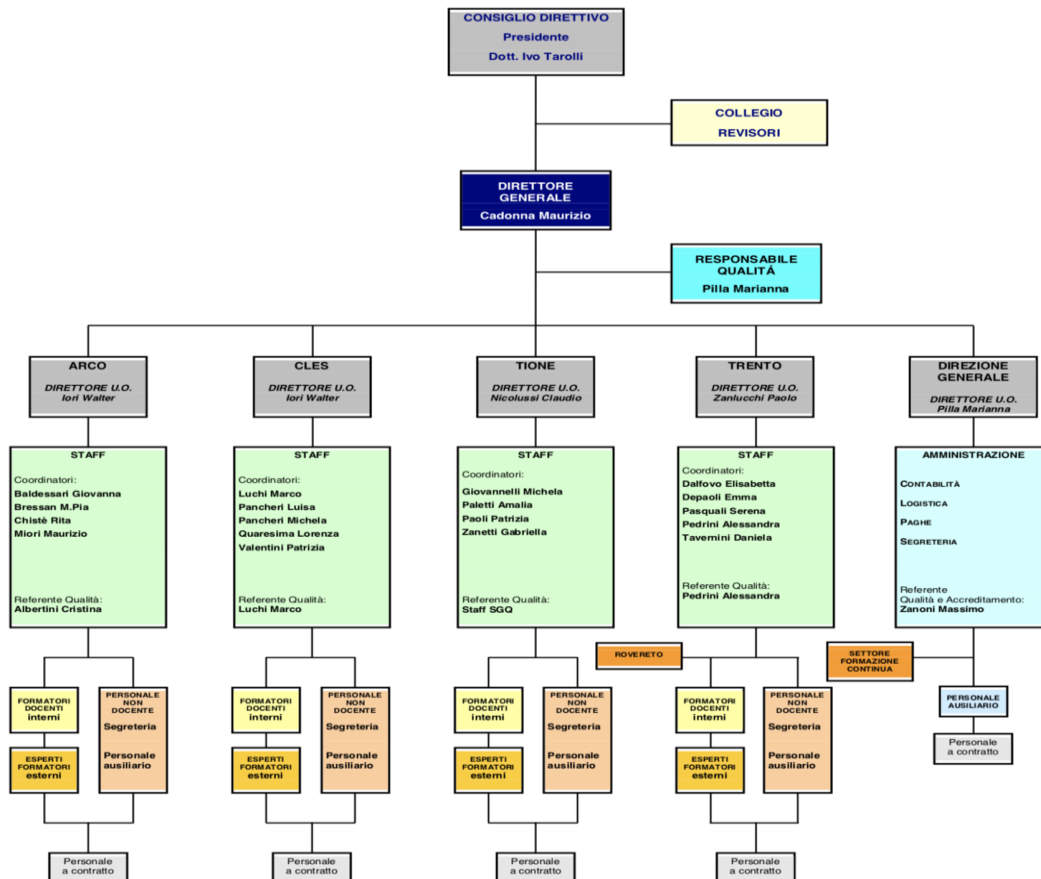 CONSIGLIO DIRETTIVO
Presidente
Dott. Ivo Tarolli
COLLEGIO
REVISORI
DIRETTORE
GENERALE
Cadonna Maurizio
RESPONSABILE
QUALITÁ
Pilla Marianna
ARCO
DIRETTORE U.O.
Iori Walter
CLES
DIRETTORE U.O.
Iori Walter
TIONE
DIRETTORE U.O.
Nicolussi Claudio
TRENTO
DIRETTORE U.O.
Zanlucchi Paolo
DIREZIONE
GENERALE
DIRETTORE U.O.
Pilla Marianna
STAFF
Coordinatori:
Baldessari Giovanna
Bressan M.Pia
Chistè Rita
Miori Maurizio
Referente Qualità:
Albertini Cristina
STAFF
Coordinatori:
Luchi Marco
Pancheri Luisa
Pancheri Michela
Quaresima Lorenza
Valentini Patrizia
Referente Qualità:
Luchi Marco
STAFF
Coordinatori:
Giovannelli Michela
Paletti Amalia
Paoli Patrizia
Zanetti Gabriella
Referente Qualità:
Staff SGQ
STAFF
Coordinatori:
Dalfovo Elisabetta
Depaoli Emma
Pasquali Serena
Pedrini Alessandra
Tavernini Daniela
Referente Qualità:
Pedrini Alessandra
AMMINISTRAZIONE
CONTABILITÀ
LOGISTICA
PAGHE
SEGRETERIA
Referente
Qualità e Accreditamento:
Zanoni Massimo
ROVERETO
SETTORE
FORMAZIONE
CONTINUA
FORMATORI
DOCENTI
interni
PERSONALE
NON
DOCENTE
Segreteria
Personale
ausiliario
ESPERTI
FORMATORI
esterni
Personale
a contratto
FORMATORI
DOCENTI
interni
PERSONALE
NON
DOCENTE
Segreteria
Personale
ausiliario
ESPERTI
FORMATORI
esterni
Personale
a contratto
FORMATORI
DOCENTI
interni
PERSONALE
NON
DOCENTE
Segreteria
Personale
ausiliario
ESPERTI
FORMATORI
esterni
Personale
a contratto
FORMATORI
DOCENTI
interni
PERSONALE
NON
DOCENTE
Segreteria
Personale
ausiliario
ESPERTI
FORMATORI
esterni
Personale
a contratto
PERSONALE
AUSILIARIO
Personale
a contratto